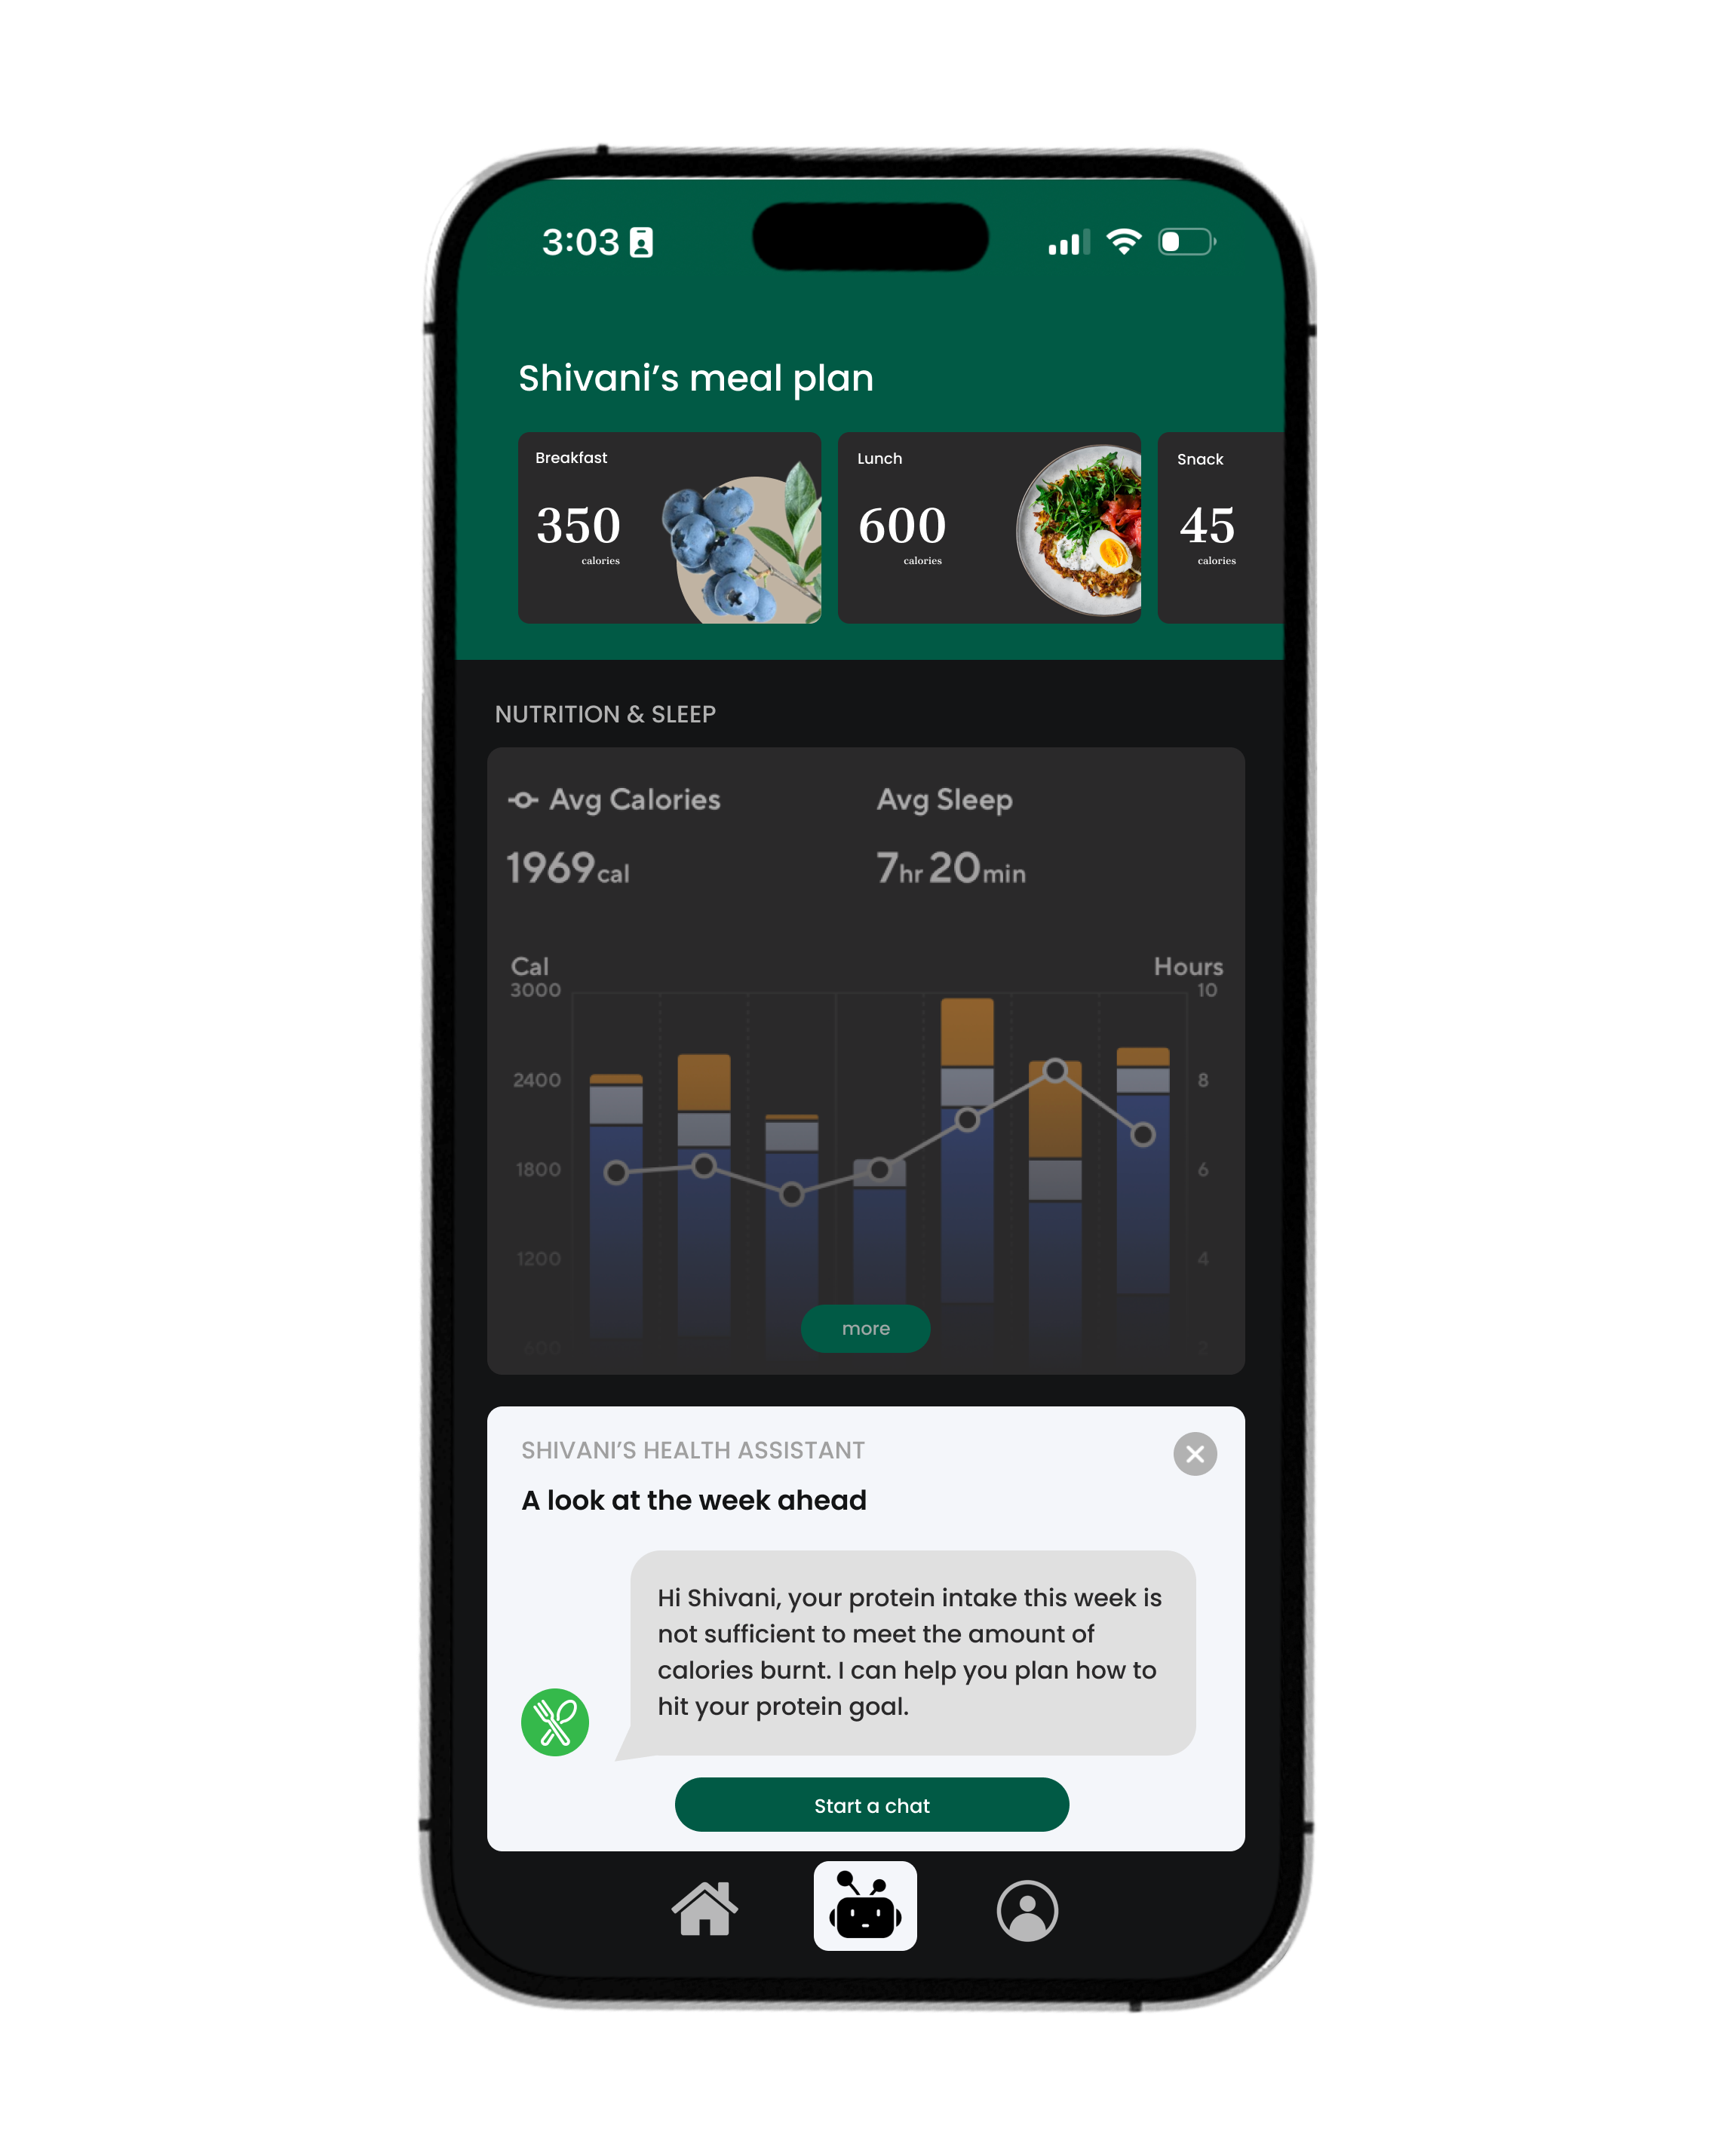 3:03
Shivani’s meal plan
Breakfast
350
calories
Lunch
600
calories
Snack
45
calories
NUTRITION & SLEEP
Avg Calories
1969cal
Avg Sleep
7hr 20min
Cal
Hours
3000
10
2400
8
1800
6
1200
4
600
2
more
SHIVANI’S HEALTH ASSISTANT
A look at the week ahead
Hi Shivani, your protein intake this week is
not sufficient to meet the amount of
calories burnt. I can help you plan how to
hit your protein goal.
Start a chat